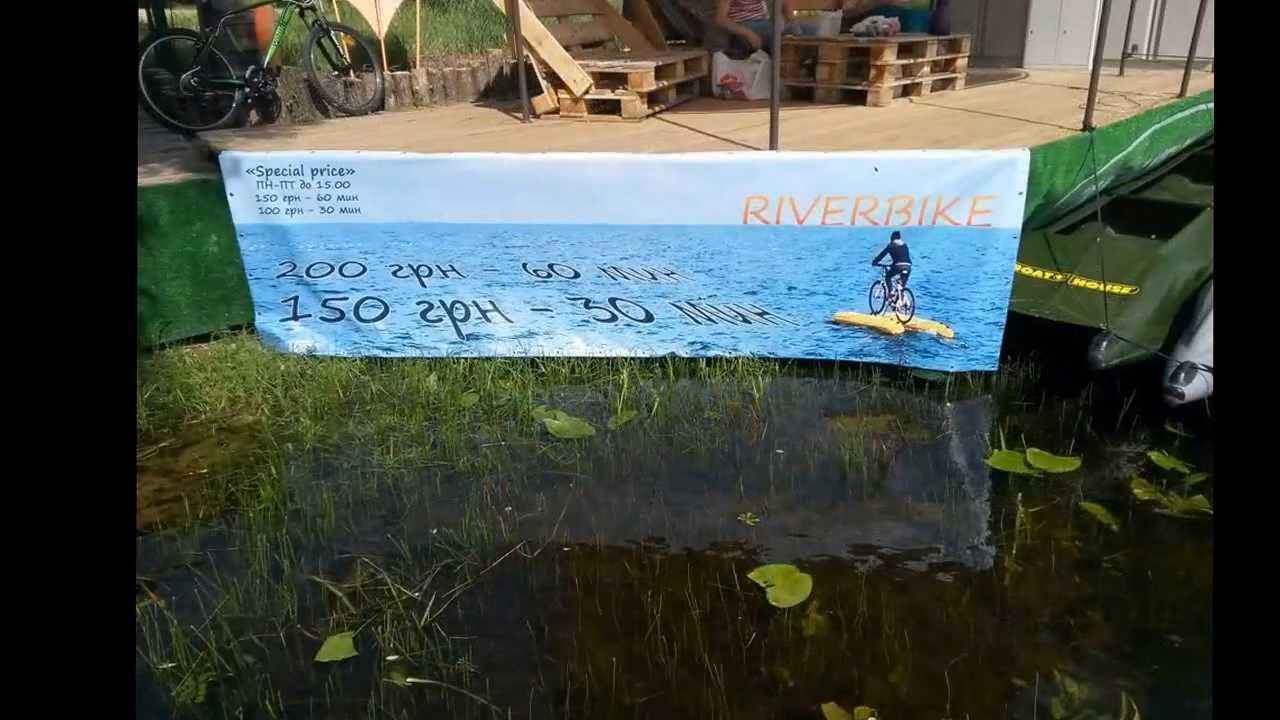 «Special price»
ПН-ПТ до 15.00
150 грн - 60 мин
100 грн - 30 мин
RIVERBIKE
200 грн - 60 мин
150 грн - 30 мин
BOAT HOUSE